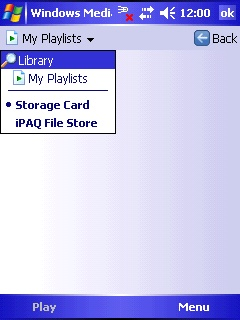 Windows Medi 12:00 ok
My Playlists Back
Library
My Playlists
Storage Card
iPAQ File Store
Play Menu